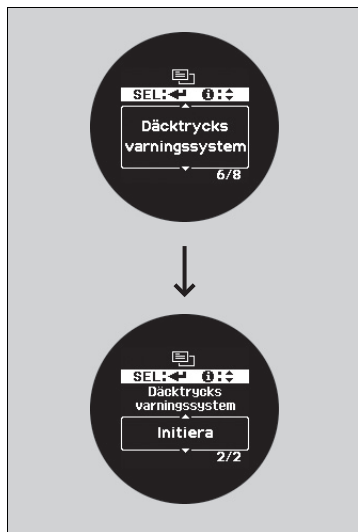 SEL:↵ i:
Däcktrycks
varningssystem
6/8
SEL:↵ i:
Däcktrycks
varningssystem
Initiera
2/2